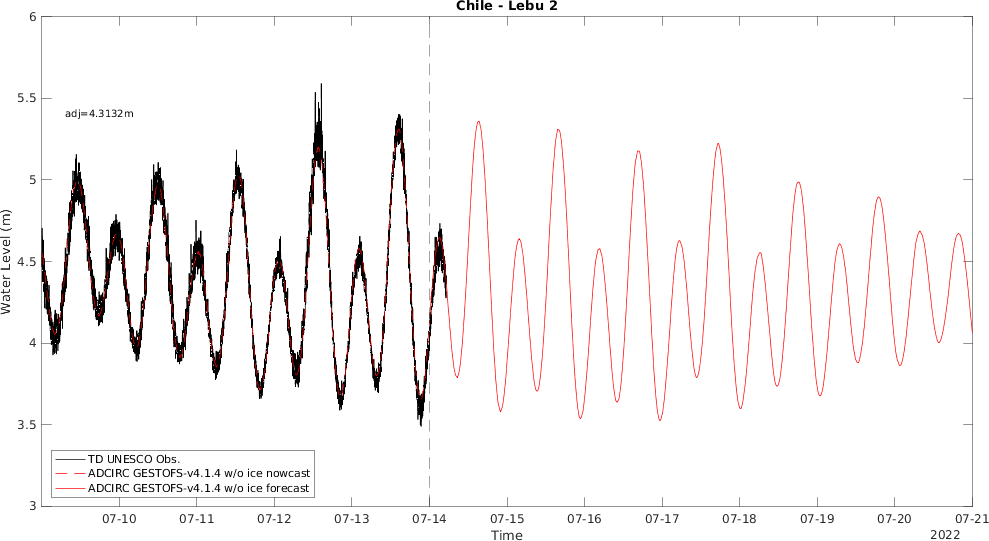 Chile - Lebu 2
6
5.5
5
4.5
4
3.5
3
Water Level (m)
adj=4.3132m
TD UNESCO Obs.
ADCIRC GESTOFS-v4.1.4 w/o ice nowcast
ADCIRC GESTOFS-v4.1.4 w/o ice forecast
07-10 07-11 07-12 07-13 07-14 07-15 07-16 07-17 07-18 07-19 07-20 07-21
Time
2022